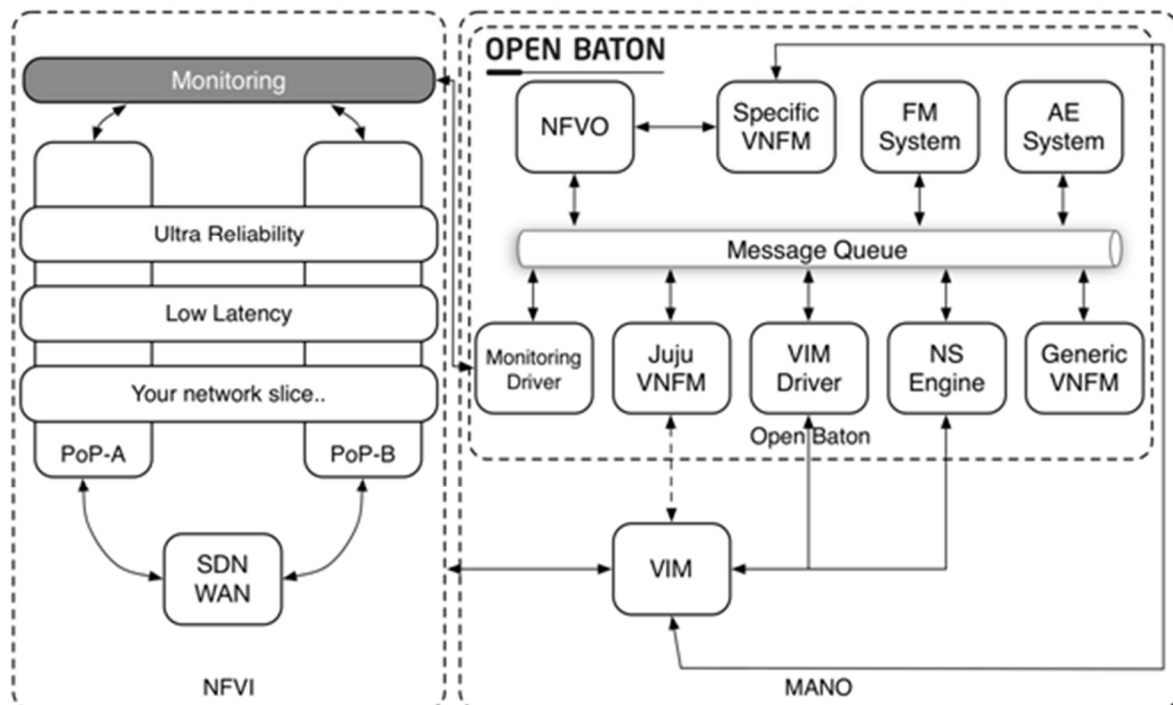 Monitoring
Ultra Reliability
Low Latency
Your network slice..
PoP-A
PoP-B
SDN
WAN
NFVI
OPEN BATON
NFVO
Specific
VNFM
FM
System
AE
System
Message Queue
Monitoring
Driver
Juju
VNFM
VIM
Driver
NS
Engine
Generic
VNFM
Open Baton
VIM
MANO